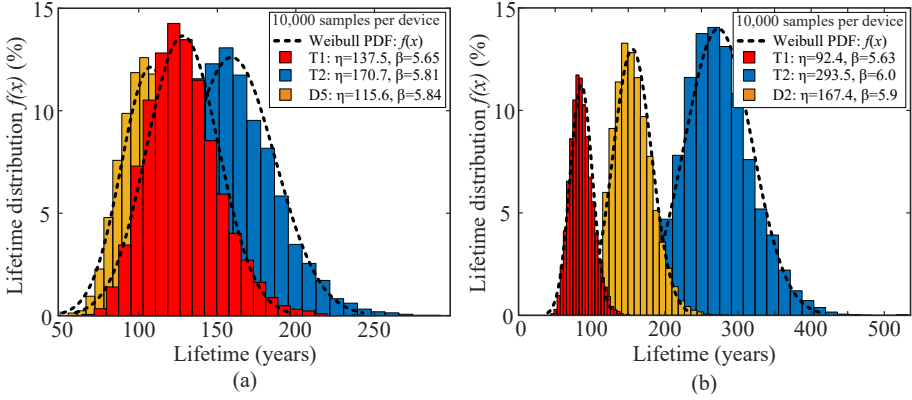 Lifetime distribution f(x) (%)
15
10
5
0
10,000 samples per device
Weibull PDF: f(x)
T1: η=137.5, β=5.65
T2: η=170.7, β=5.81
D5: η=115.6, β=5.84
50 100 150 200 250
Lifetime (years)
(a)
Lifetime distribution f(x) (%)
15
10
5
0
10,000 samples per device
Weibull PDF: f(x)
T1: η=92.4, β=5.63
T2: η=293.5, β=6.0
D2: η=167.4, β=5.9
0 100 200 300 400 500
Lifetime (years)
(b)